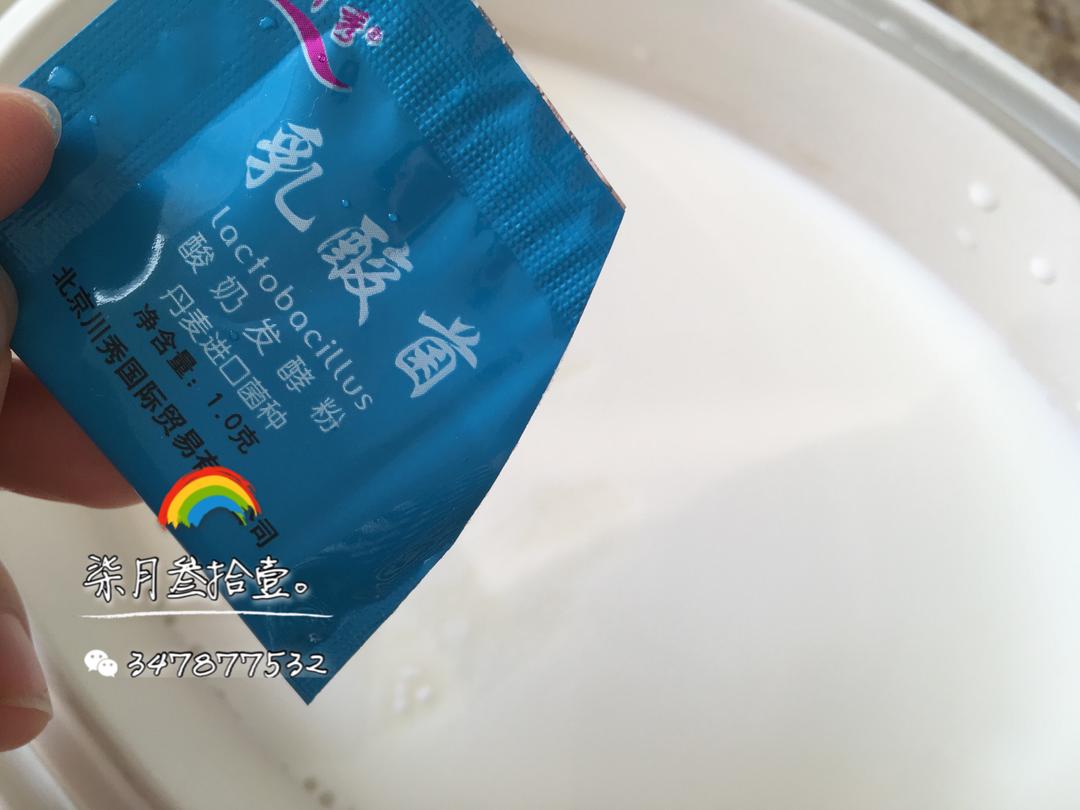 乳酸菌
lactobacillus
酸奶发酵粉
丹麦进口菌种
净含量：1.0克
北京川秀国际贸易有
司
柒月叁拾壹。
347877532